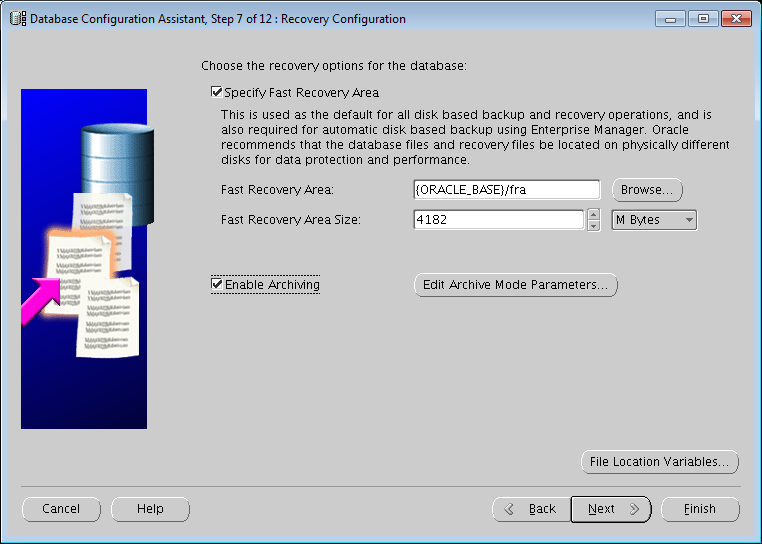 Database Configuration Assistant, Step 7 of 12 : Recovery Configuration
Choose the recovery options for the database:
Specify Fast Recovery Area
This is used as the default for all disk based backup and recovery operations, and is
also required for automatic disk based backup using Enterprise Manager. Oracle
recommends that the database files and recovery files be located on physically different
disks for data protection and performance.
Fast Recovery Area: {ORACLE_BASE}/fra Browse...
Fast Recovery Area Size: 4182 M Bytes
Enable Archiving Edit Archive Mode Parameters...
File Location Variables...
Cancel Help Back Next Finish